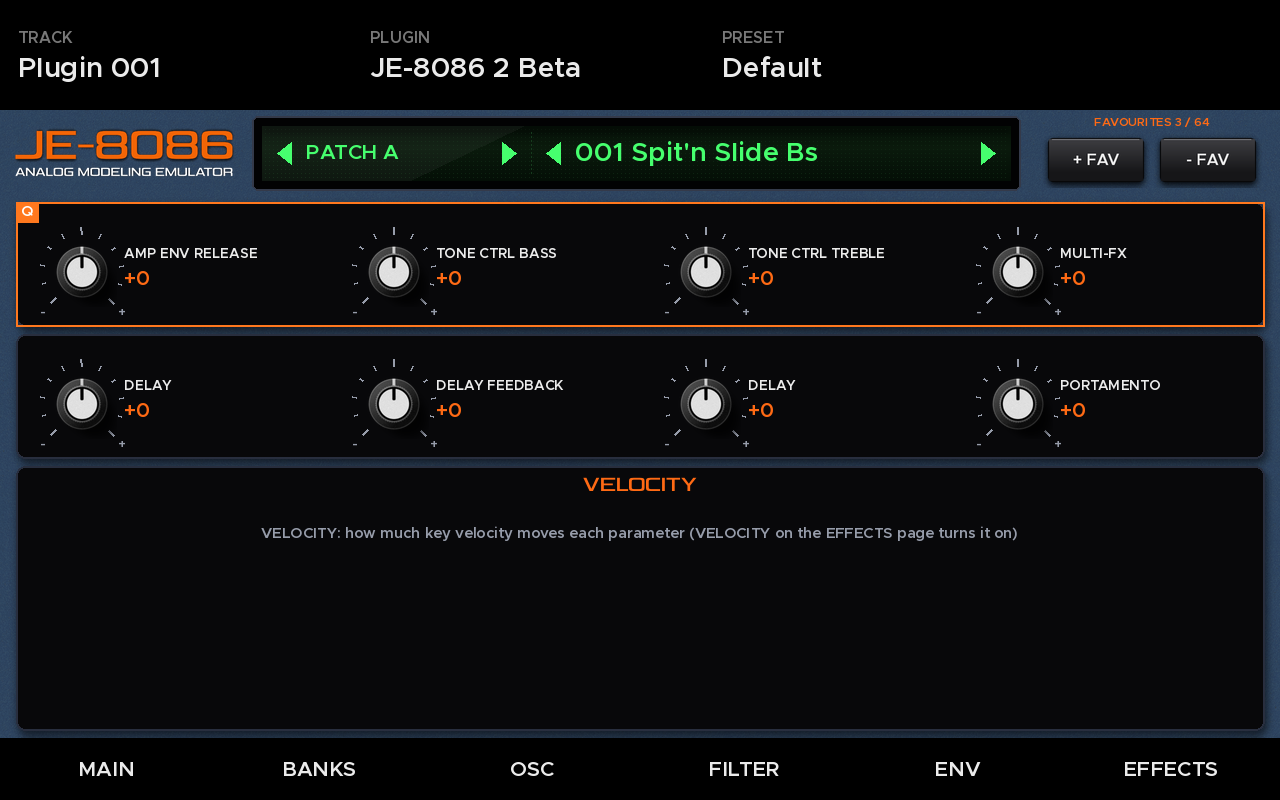 TRACK
Plugin 001
PLUGIN
JE-8086 2 Beta
PRESET
Default
JE-8086
ANALOG MODELING EMULATOR
PATCH A
001 Spit'n Slide Bs
FAVOURITES 3 / 64
+ FAV
- FAV
Q
AMP ENV RELEASE
+0
- +
TONE CTRL BASS
+0
- +
TONE CTRL TREBLE
+0
- +
MULTI-FX
+0
- +
DELAY
+0
- +
DELAY FEEDBACK
+0
- +
DELAY
+0
- +
PORTAMENTO
+0
- +
VELOCITY
VELOCITY: how much key velocity moves each parameter (VELOCITY on the EFFECTS page turns it on)
MAIN
BANKS
OSC
FILTER
ENV
EFFECTS